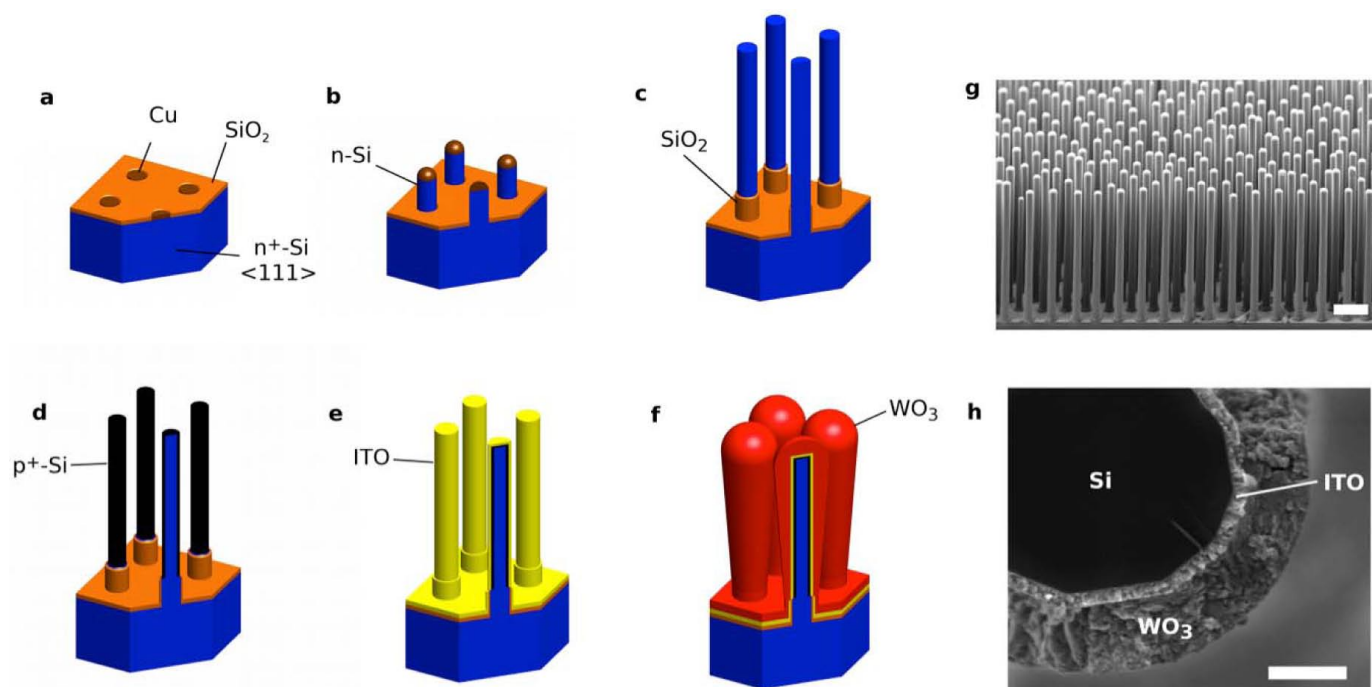 a
Cu
SiO₂
n⁺-Si
<111>
b
n-Si
c
SiO₂
g
d
p⁺-Si
e
ITO
f
WO₃
h
Si
ITO
WO₃